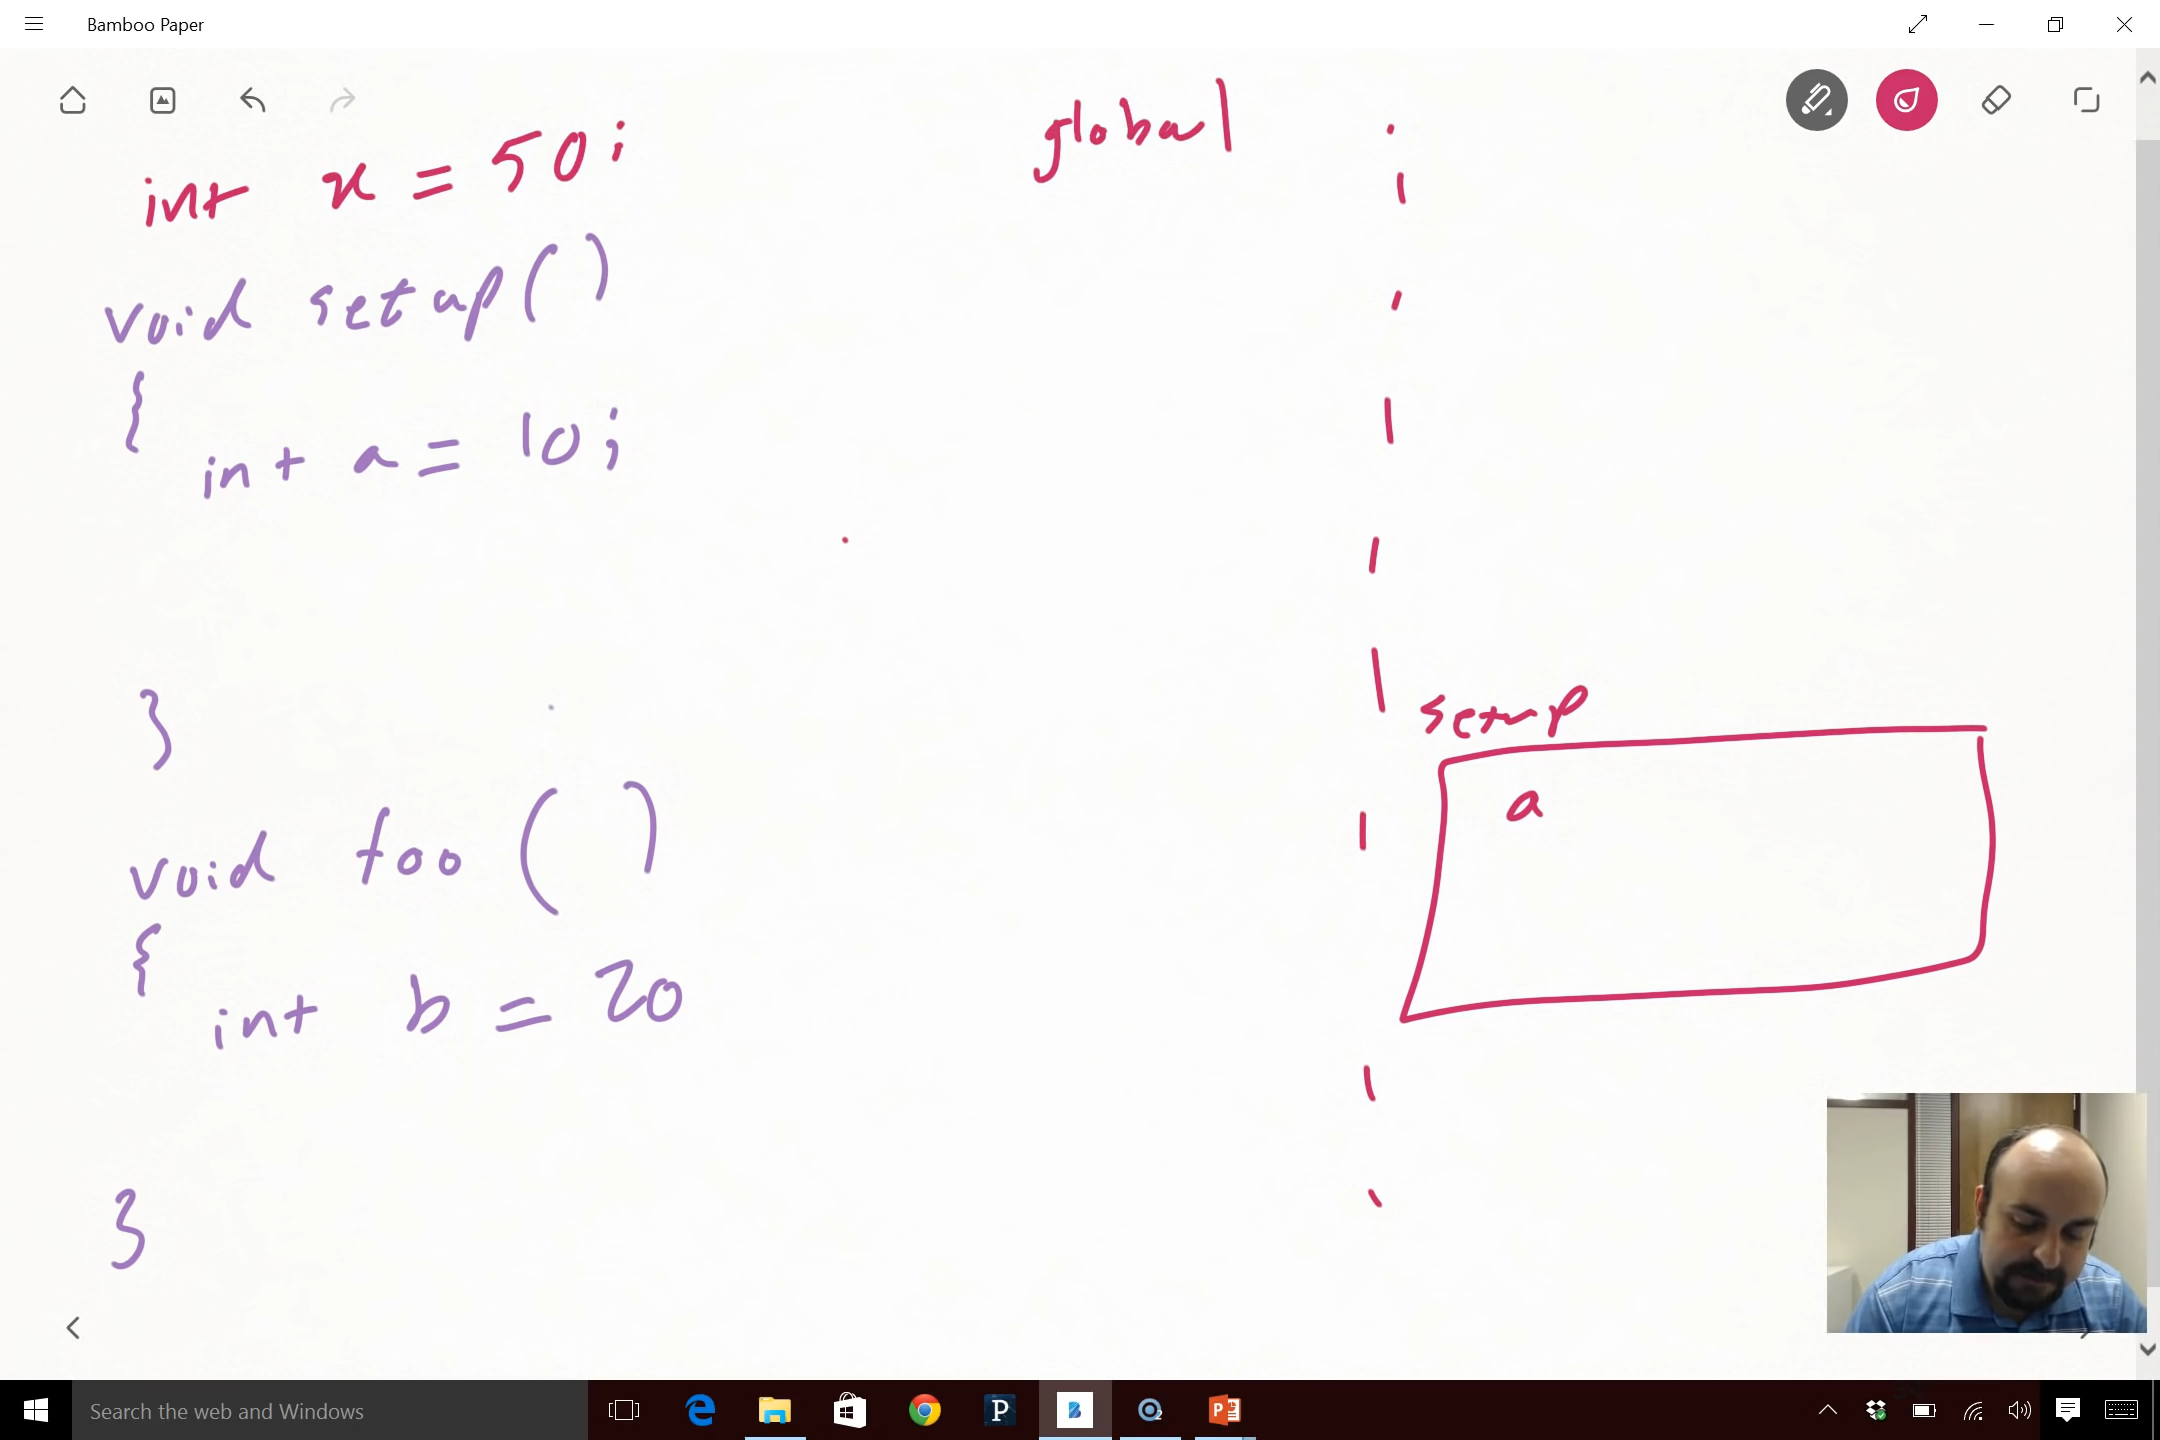 Bamboo Paper
int x = 50;
global
void setup()
{
int a = 10;
}
setup
a
void foo ( )
{
int b = 20
}
Search the web and Windows